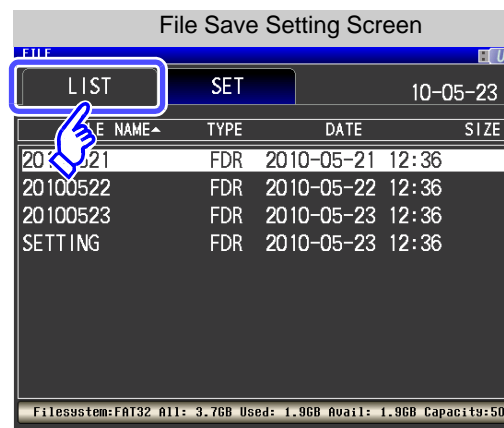 File Save Setting Screen
FILE
LIST SET 10-05-23
NAME▲ TYPE DATE SIZE
FDR 2010-05-21 12:36
20100522 FDR 2010-05-22 12:36
20100523 FDR 2010-05-23 12:36
SETTING FDR 2010-05-23 12:36
Filesystem:FAT32 All: 3.7GB Used: 1.9GB Avail: 1.9GB Capacity:50